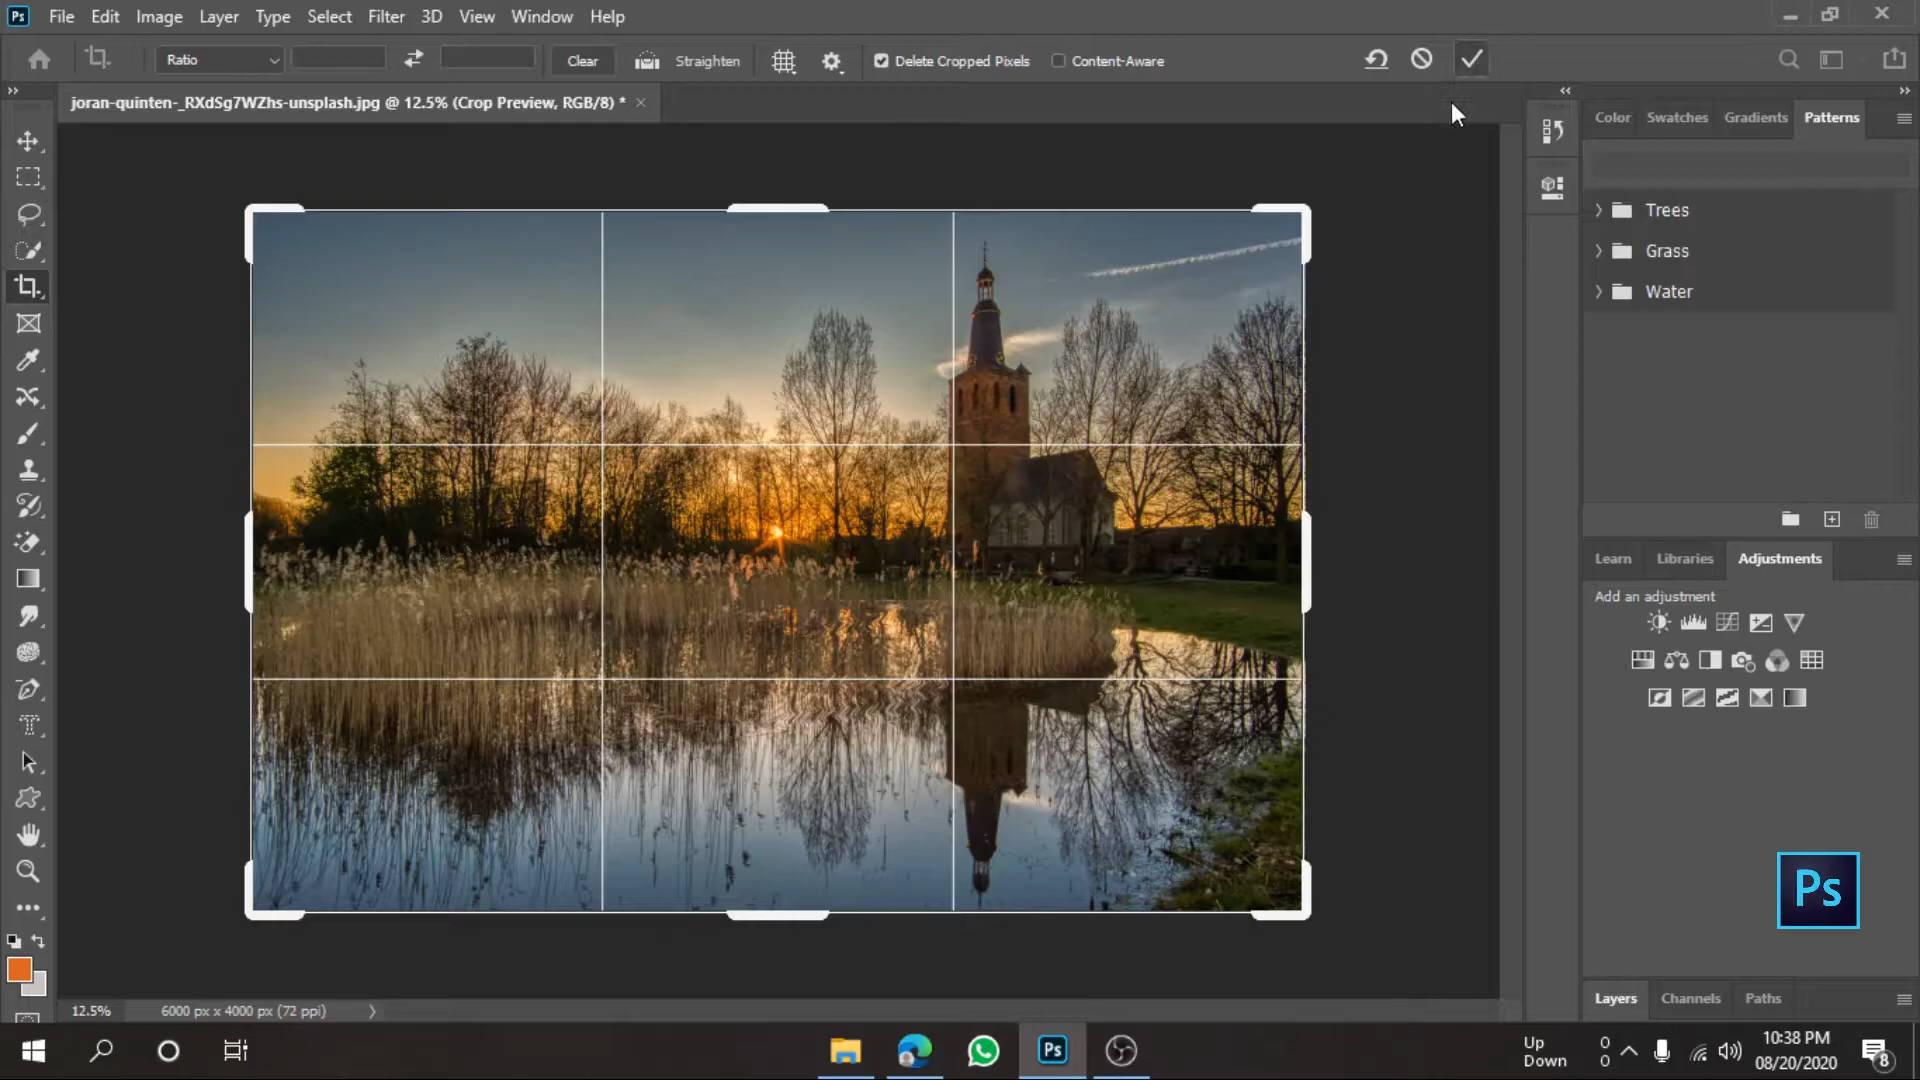 Ps File Edit Image Layer Type Select Filter 3D View Window Help
Ratio Clear Straighten Delete Cropped Pixels Content-Aware
joran-quinten-_RXdSg7WZhs-unsplash.jpg @ 12.5% (Crop Preview, RGB/8) *
Color Swatches Gradients Patterns
Trees
Grass
Water
Learn Libraries Adjustments
Add an adjustment
Ps
Layers Channels Paths
12.5% 6000 px x 4000 px (72 ppi)
Ps
Up 0
Down 0
10:38 PM
08/20/2020
8